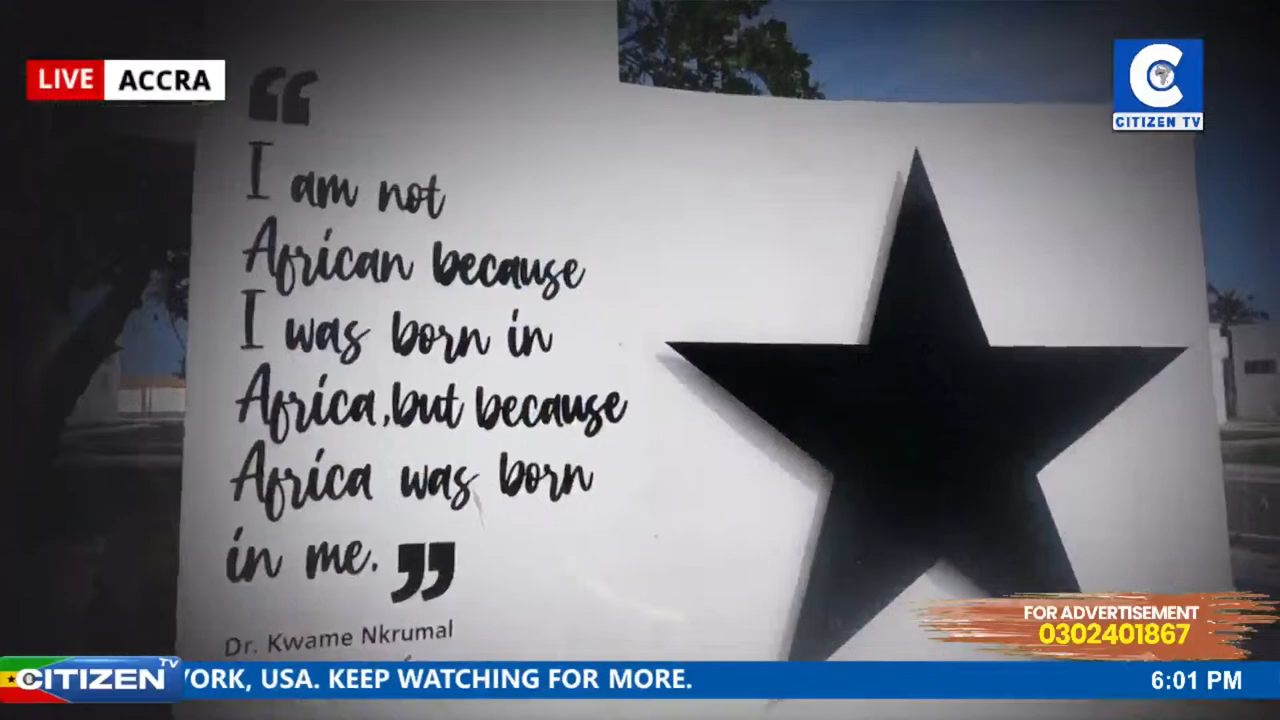 LIVE ACCRA
C
CITIZEN TV
“
I am not
African because
I was born in
Africa, but because
Africa was born
in me. ”
Dr. Kwame Nkrumal
FOR ADVERTISEMENT
0302401867
CITIZEN TV
YORK, USA. KEEP WATCHING FOR MORE.
6:01 PM